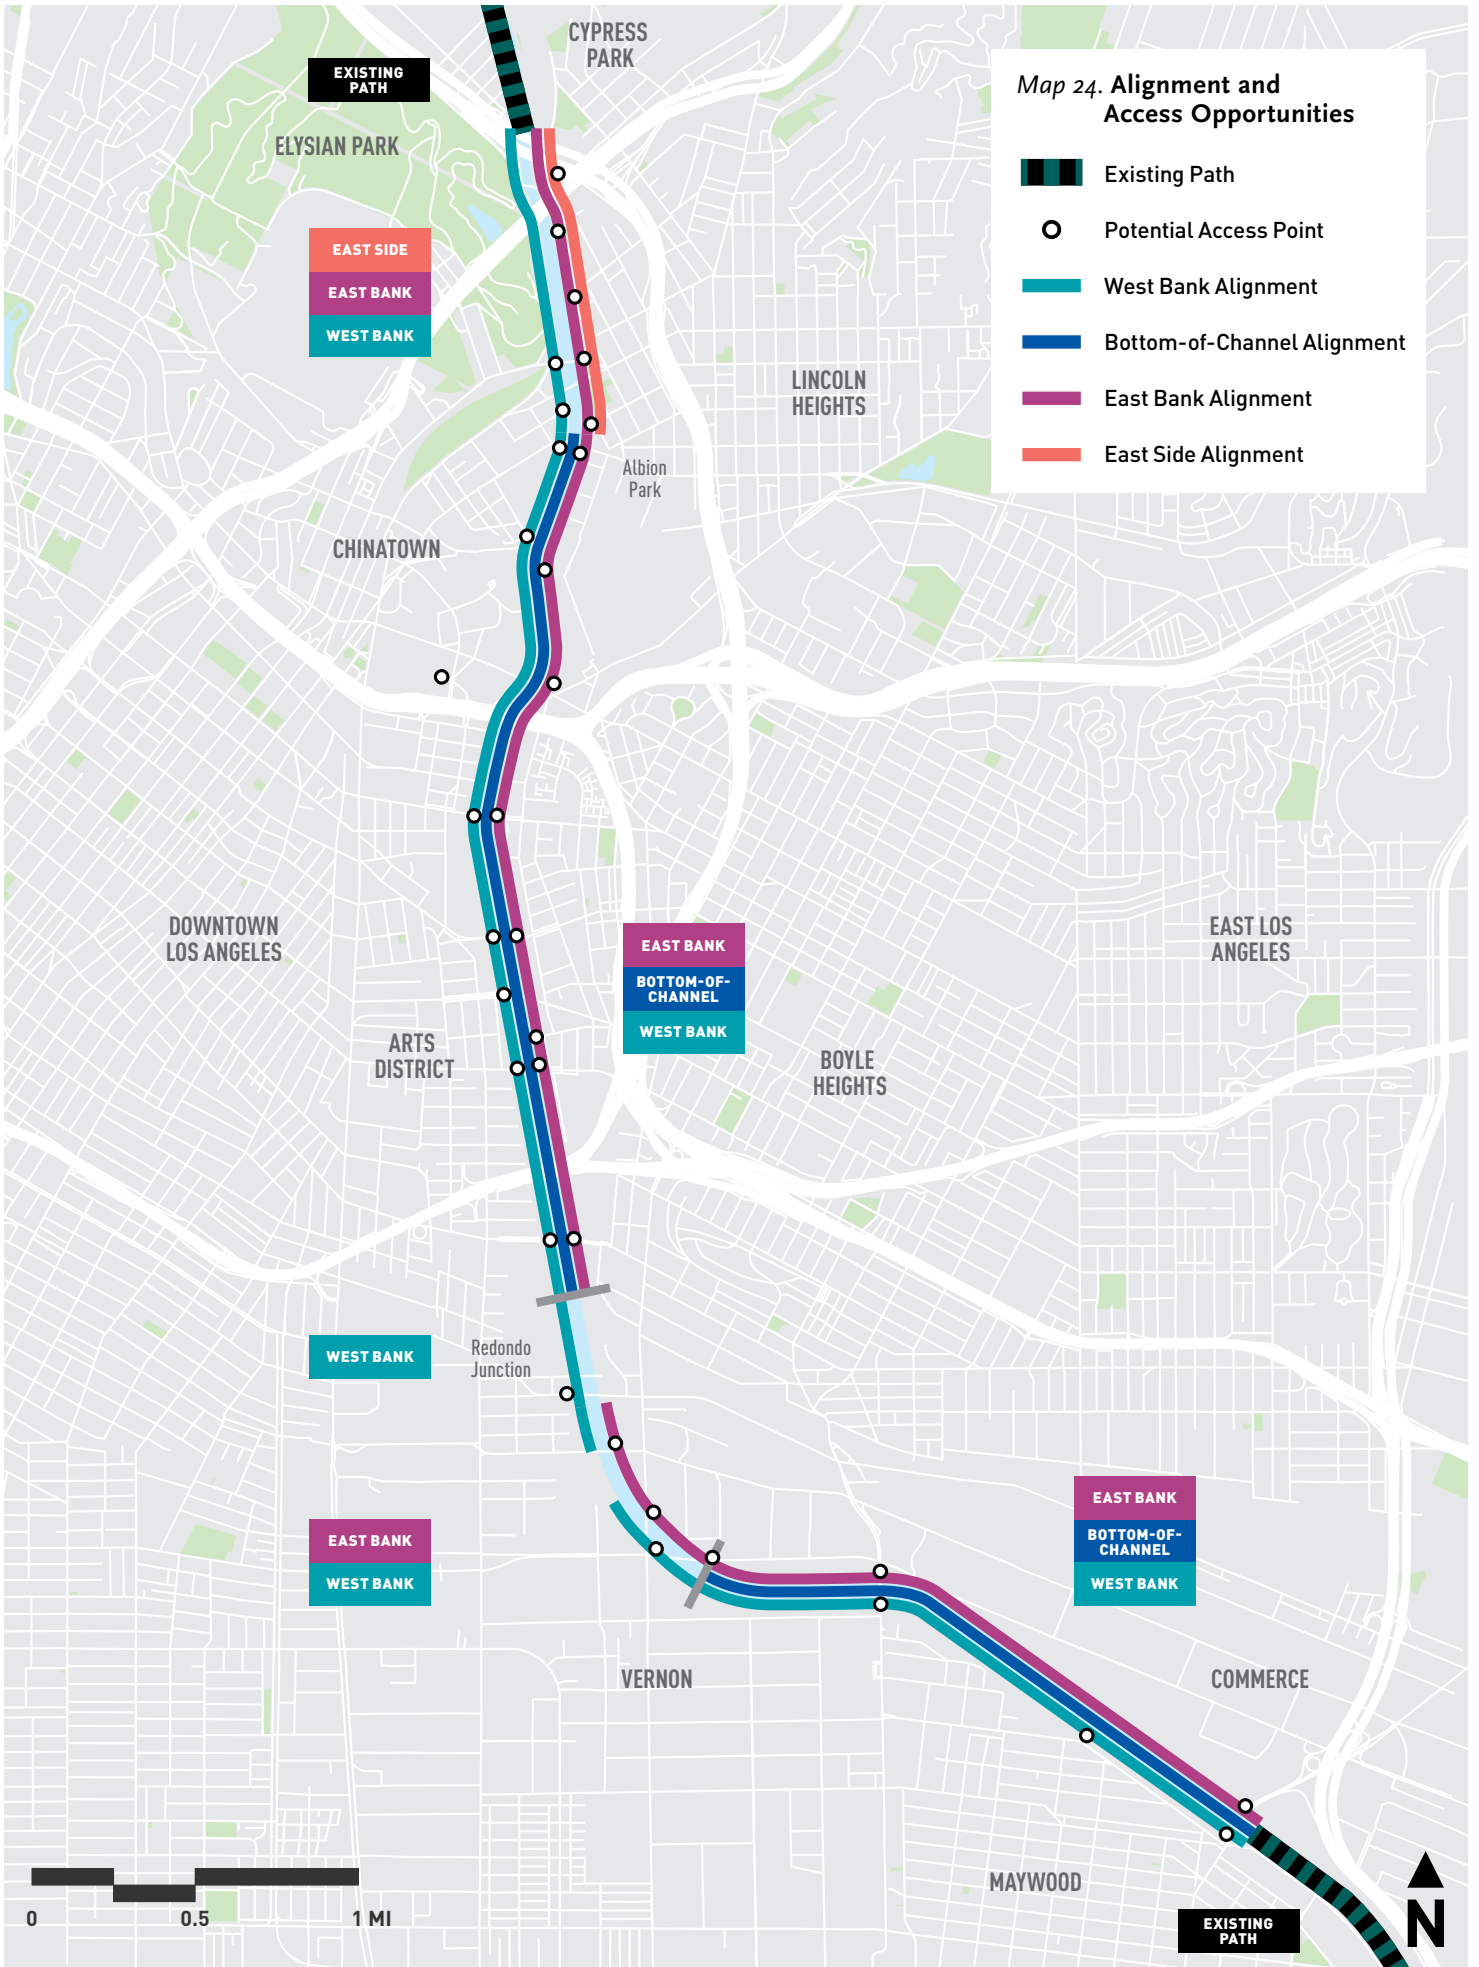 CYPRESS
PARK
EXISTING
PATH
ELYSIAN PARK
Map 24. Alignment and
Access Opportunities
Existing Path
Potential Access Point
West Bank Alignment
Bottom-of-Channel Alignment
East Bank Alignment
East Side Alignment
EAST SIDE
EAST BANK
WEST BANK
LINCOLN
HEIGHTS
Albion
Park
CHINATOWN
DOWNTOWN
LOS ANGELES
EAST BANK
BOTTOM-OF-
CHANNEL
WEST BANK
EAST LOS
ANGELES
ARTS
DISTRICT
BOYLE
HEIGHTS
WEST BANK
Redondo
Junction
EAST BANK
WEST BANK
EAST BANK
BOTTOM-OF-
CHANNEL
WEST BANK
VERNON
COMMERCE
MAYWOOD
EXISTING
PATH
0 0.5 1 MI
N